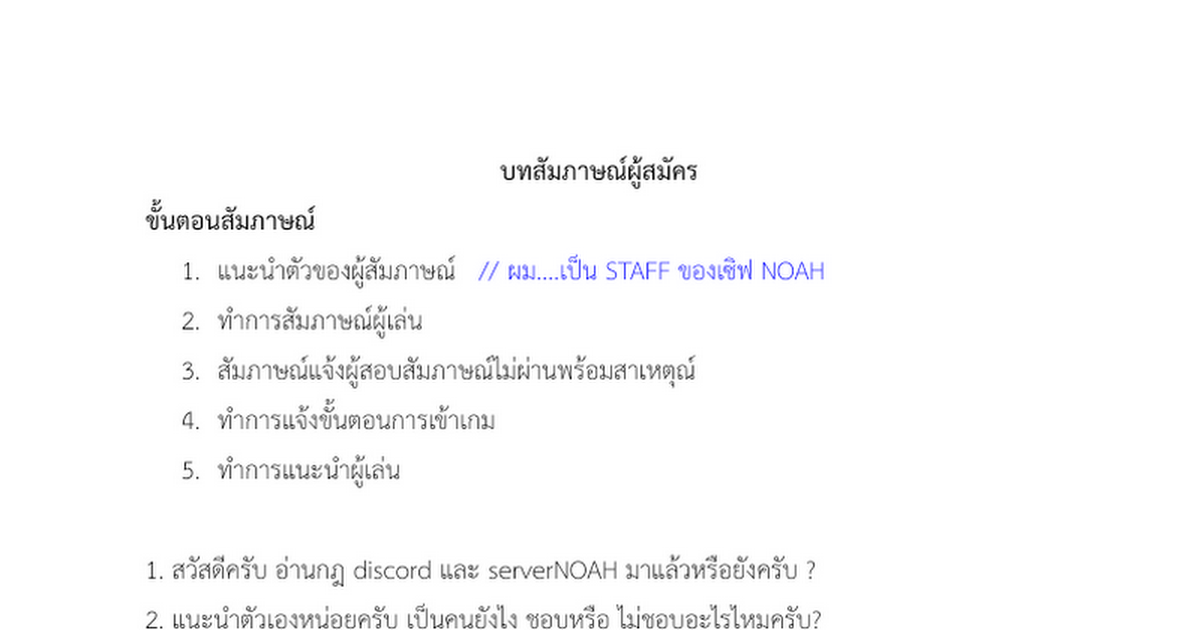 บทสัมภาษณ์ผู้สมัคร
ขั้นตอนสัมภาษณ์
1. แนะนำตัวของผู้สัมภาษณ์ // ผม....เป็น STAFF ของเซิฟ NOAH
2. ทำการสัมภาษณ์ผู้เล่น
3. สัมภาษณ์แจ้งผู้สอบสัมภาษณ์ไม่ผ่านพร้อมสาเหตุณ์
4. ทำการแจ้งขั้นตอนการเข้าเกม
5. ทำการแนะนำผู้เล่น
1. สวัสดีครับ อ่านกฎ discord และ serverNOAH มาแล้วหรือยังครับ ?
2. แนะนำตัวเองหน่อยครับ เป็นคนยังไง ชอบหรือ ไม่ชอบอะไรไหมครับ?